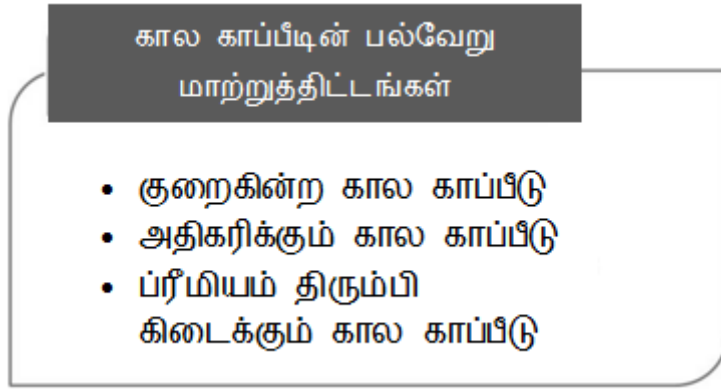 கால காப்பீடின் பல்வேறு
மாற்றுத்திட்டங்கள்
• குறைகின்ற கால காப்பீடு
• அதிகரிக்கும் கால காப்பீடு
• ப்ரீமியம் திரும்பி
கிடைக்கும் கால காப்பீடு